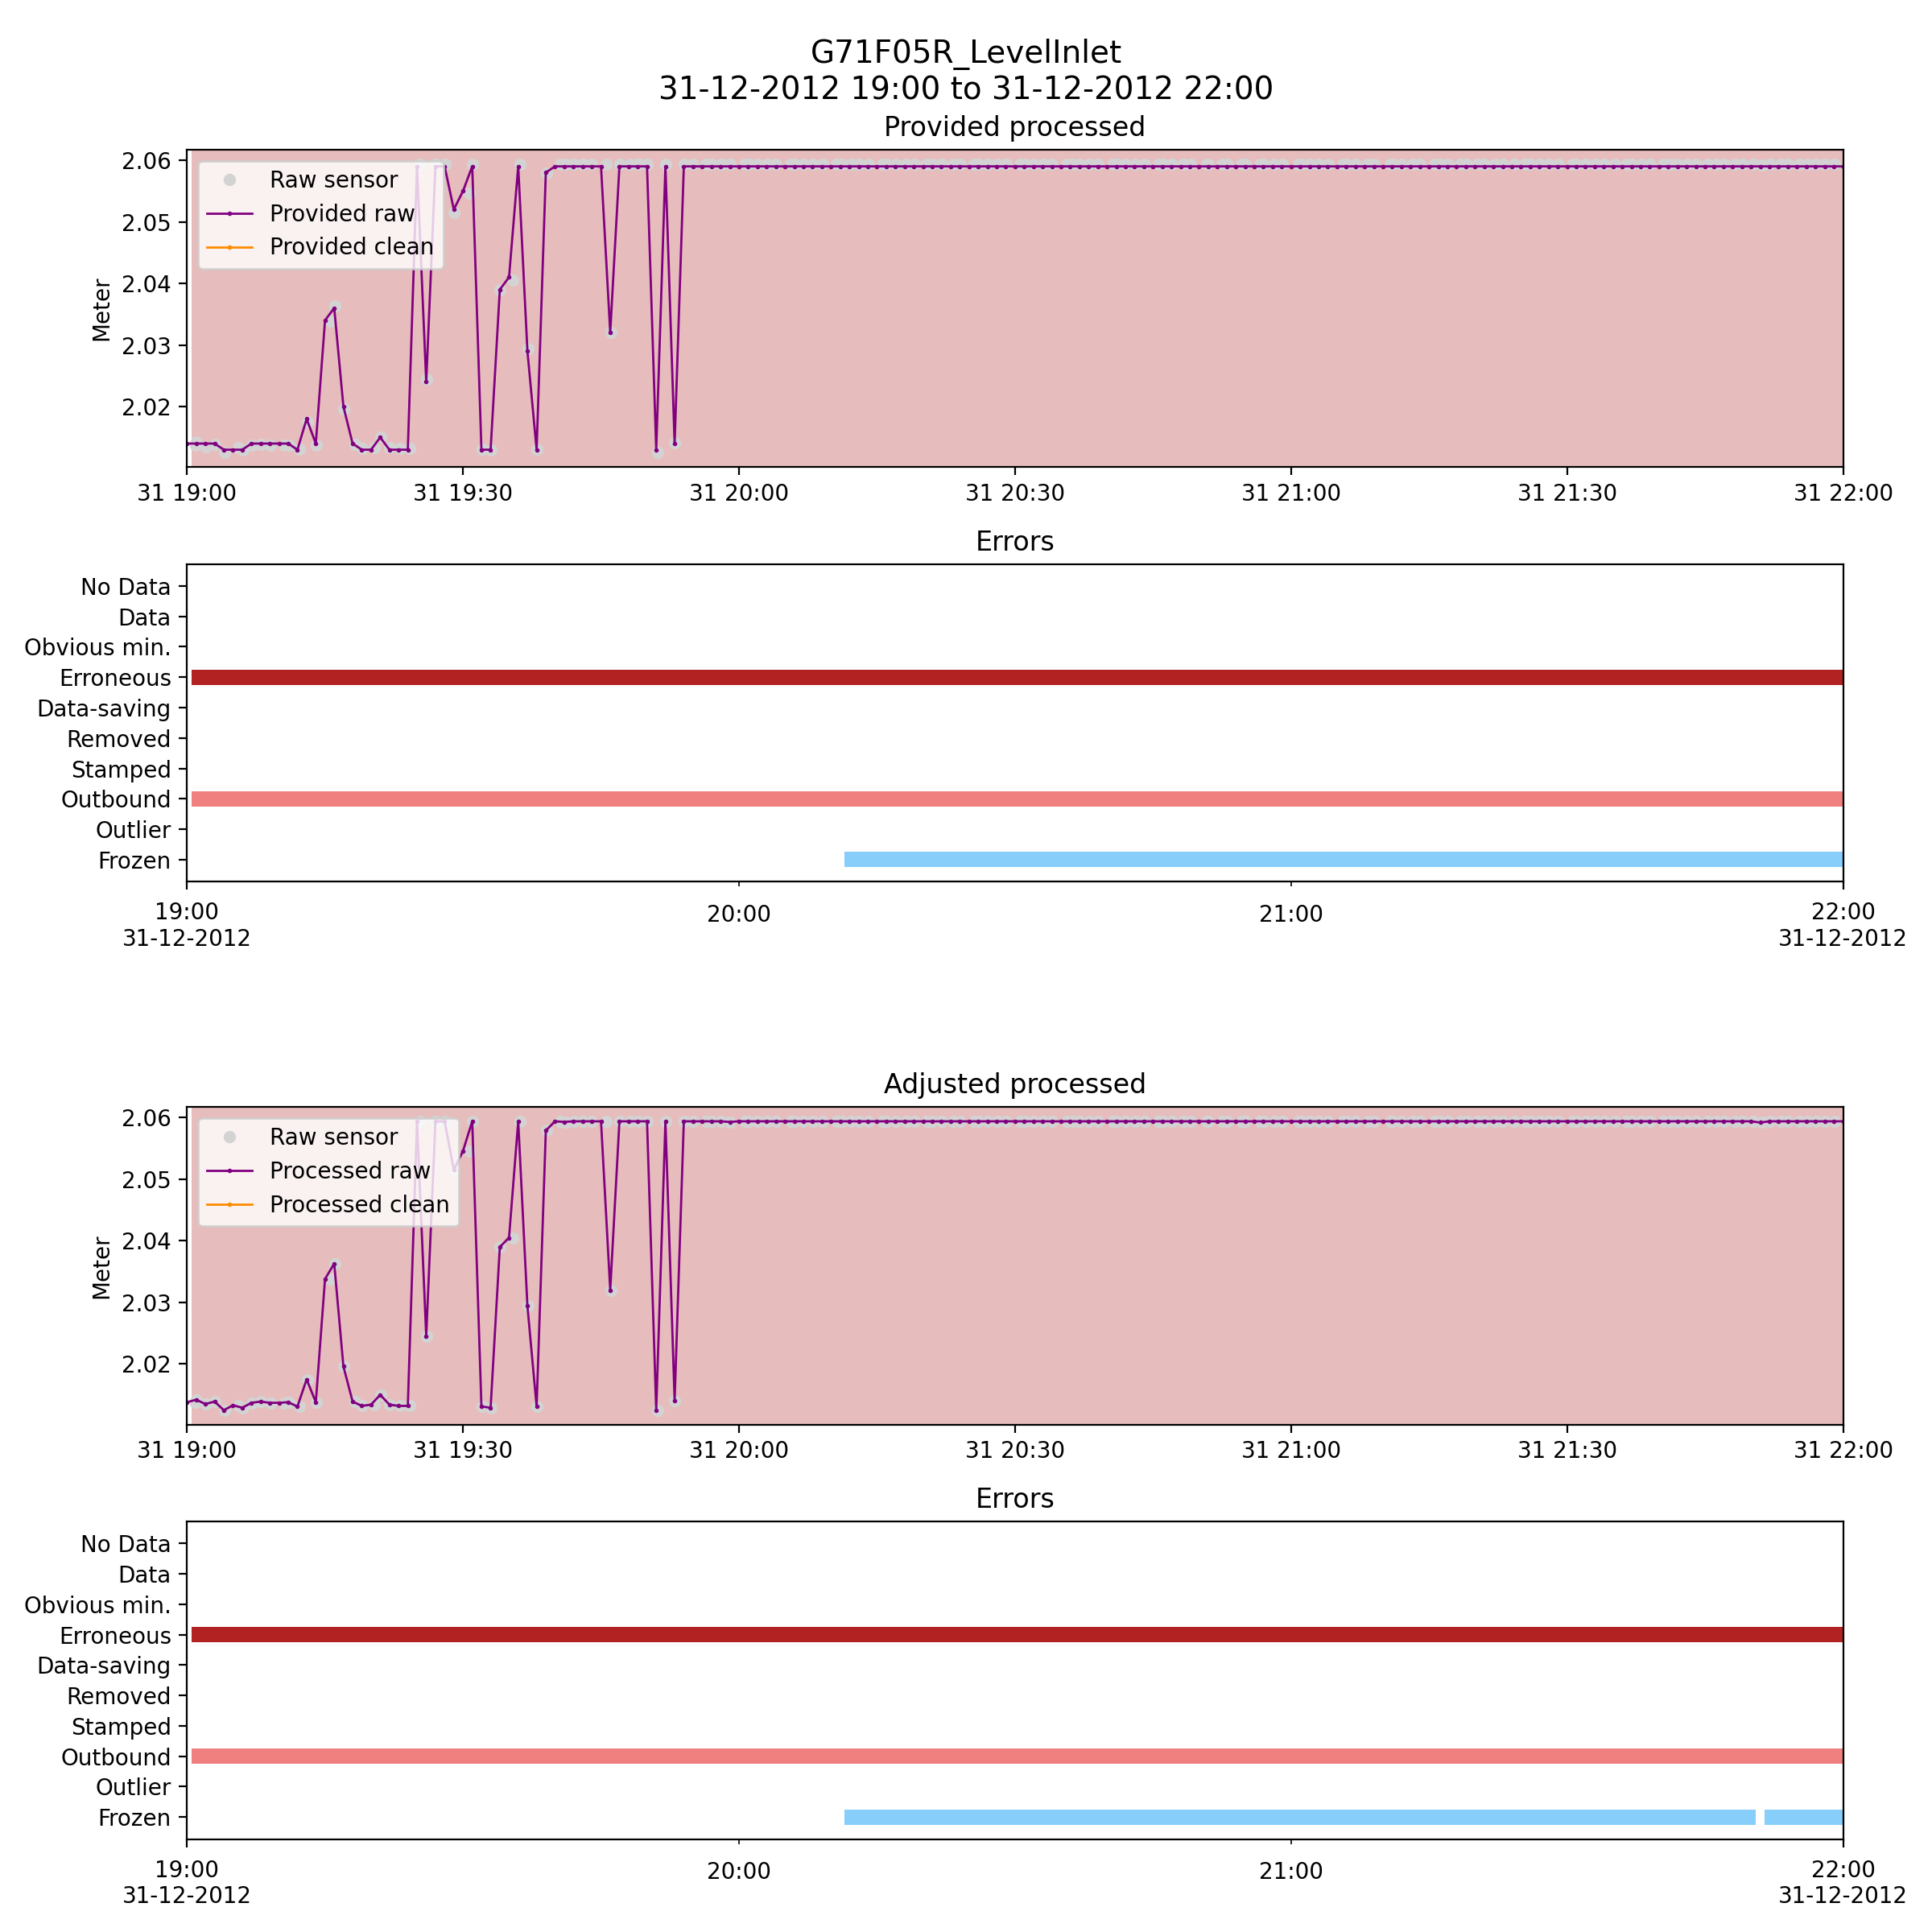 G71F05R_LevelInlet
31-12-2012 19:00 to 31-12-2012 22:00
Provided processed
Meter
2.06
2.05
2.04
2.03
2.02
Raw sensor
Provided raw
Provided clean
31 19:00 31 19:30 31 20:00 31 20:30 31 21:00 31 21:30 31 22:00
Errors
No Data
Data
Obvious min.
Erroneous
Data-saving
Removed
Stamped
Outbound
Outlier
Frozen
19:00 20:00 21:00 22:00
31-12-2012 31-12-2012
Adjusted processed
Meter
2.06
2.05
2.04
2.03
2.02
Raw sensor
Processed raw
Processed clean
31 19:00 31 19:30 31 20:00 31 20:30 31 21:00 31 21:30 31 22:00
Errors
No Data
Data
Obvious min.
Erroneous
Data-saving
Removed
Stamped
Outbound
Outlier
Frozen
19:00 20:00 21:00 22:00
31-12-2012 31-12-2012